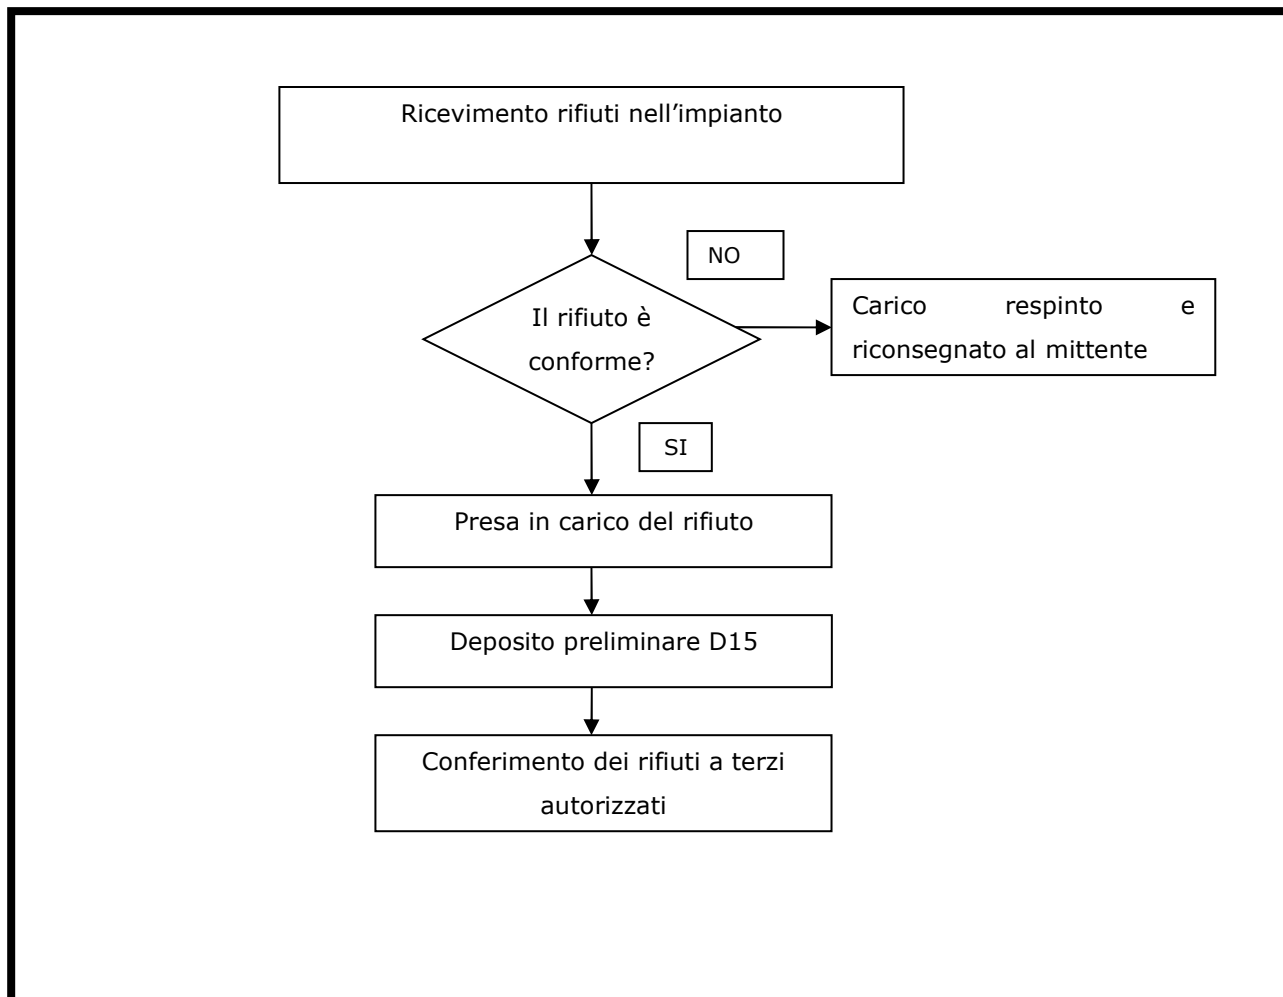 Ricevimento rifiuti nell’impianto
NO
Il rifiuto è
conforme?
Carico respinto e
riconsegnato al mittente
SI
Presa in carico del rifiuto
Deposito preliminare D15
Conferimento dei rifiuti a terzi
autorizzati